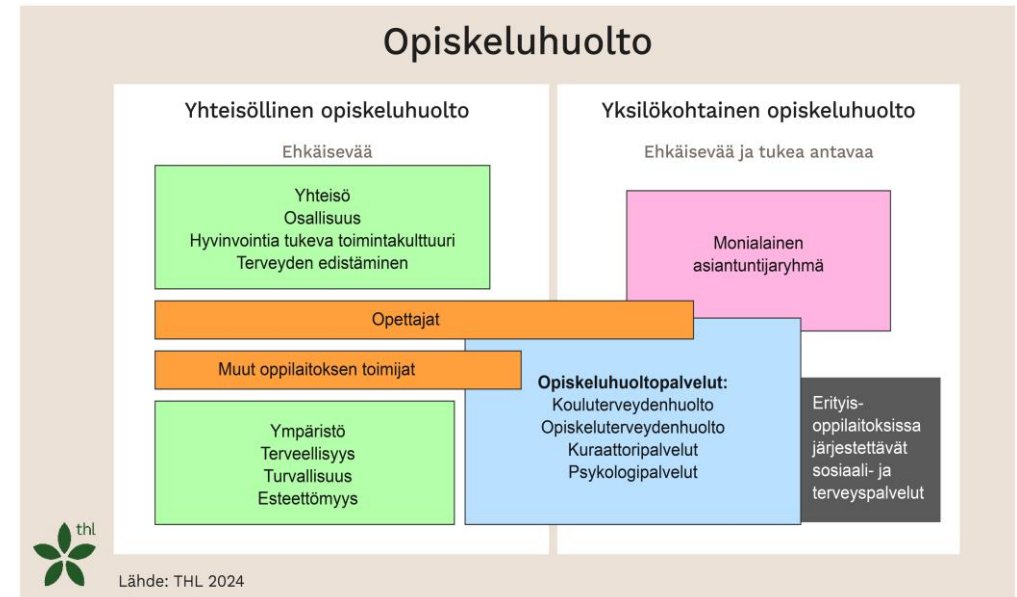 Opiskeluhuolto
Yhteisöllinen opiskeluhuolto
Ehkäisevää
Yhteisö
Osallisuus
Hyvinvointia tukeva toimintakulttuuri
Terveyden edistäminen
Opettajat
Muut oppilaitoksen toimijat
Ympäristö
Terveellisyys
Turvallisuus
Esteettömyys
Yksilökohtainen opiskeluhuolto
Ehkäisevää ja tukea antavaa
Monialainen
asiantuntijaryhmä
Opiskeluhuoltopalvelut:
Kouluterveydenhuolto
Opiskeluterveydenhuolto
Kuraattoripalvelut
Psykologipalvelut
Erityis-
oppilaitoksissa
järjestettävät
sosiaali- ja
terveyspalvelut
thl
Lähde: THL 2024